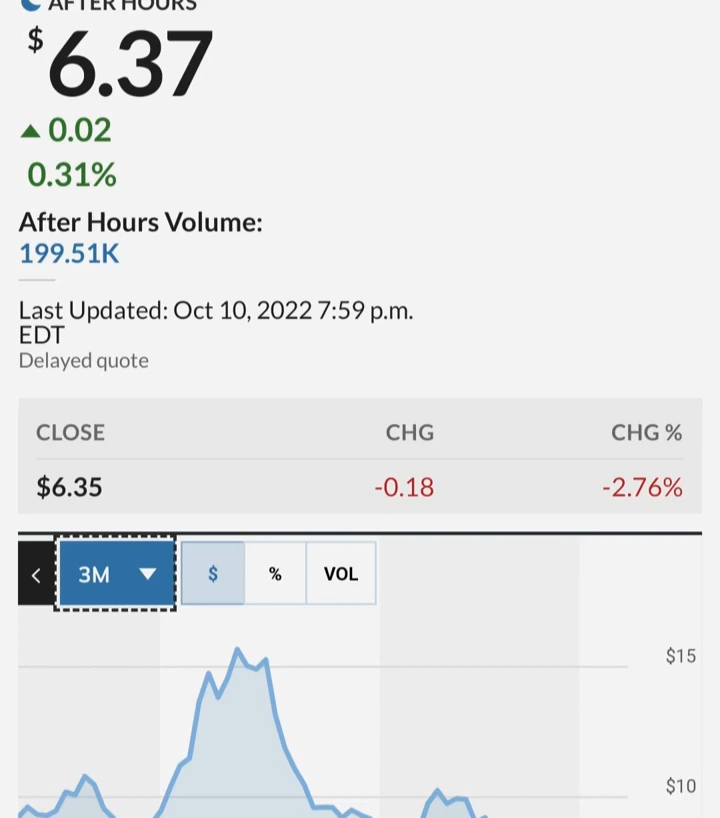 AFTER HOURS
$6.37
▲ 0.02
0.31%
After Hours Volume:
199.51K
Last Updated: Oct 10, 2022 7:59 p.m.
EDT
Delayed quote
CLOSE CHG CHG %
$6.35 -0.18 -2.76%
< 3M ▼ $ % VOL
$15
$10